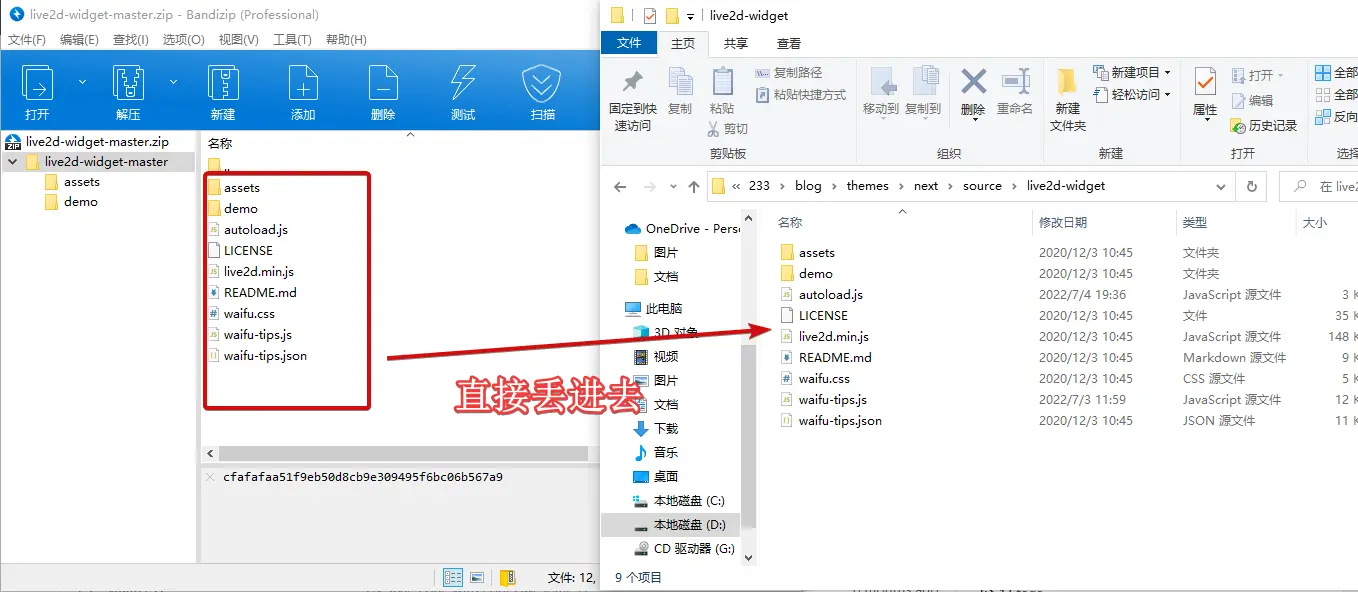 live2d-widget-master.zip - Bandizip (Professional)
文件(F) 编辑(E) 查找(I) 选项(O) 视图(V) 工具(T) 帮助(H)
打开 解压 新建 添加 删除 测试 扫描
live2d-widget-master.zip
live2d-widget-master
assets
demo
名称
..
assets
demo
autoload.js
LICENSE
live2d.min.js
README.md
waifu.css
waifu-tips.js
waifu-tips.json
cfafafaa51f9eb50d8cb9e309495f6bc06b567a9
文件: 12,
直接丢进去
live2d-widget
文件 主页 共享 查看
固定到快速访问
复制
粘贴
复制路径
粘贴快捷方式
剪切
剪贴板
移动到 复制到 删除 重命名
组织
新建文件夹
新建项目
轻松访问
新建
属性
打开
编辑
历史记录
打开
全部
全部
反向
选择
« 233 › blog › themes › next › source › live2d-widget
在 live2
OneDrive - Pers
图片
文档
此电脑
3D 对象
视频
图片
文档
下载
音乐
桌面
本地磁盘 (C:)
本地磁盘 (D:)
CD 驱动器 (G:)
名称 修改日期 类型 大小
assets 2020/12/3 10:45 文件夹
demo 2020/12/3 10:45 文件夹
autoload.js 2022/7/4 19:36 JavaScript 源文件 3 K
LICENSE 2020/12/3 10:45 文件 35 K
live2d.min.js 2020/12/3 10:45 JavaScript 源文件 148 K
README.md 2020/12/3 10:45 Markdown 源文件 9 K
waifu.css 2020/12/3 10:45 CSS 源文件 5 K
waifu-tips.js 2022/7/3 11:59 JavaScript 源文件 12 K
waifu-tips.json 2020/12/3 10:45 JSON 源文件 11 K
9 个项目